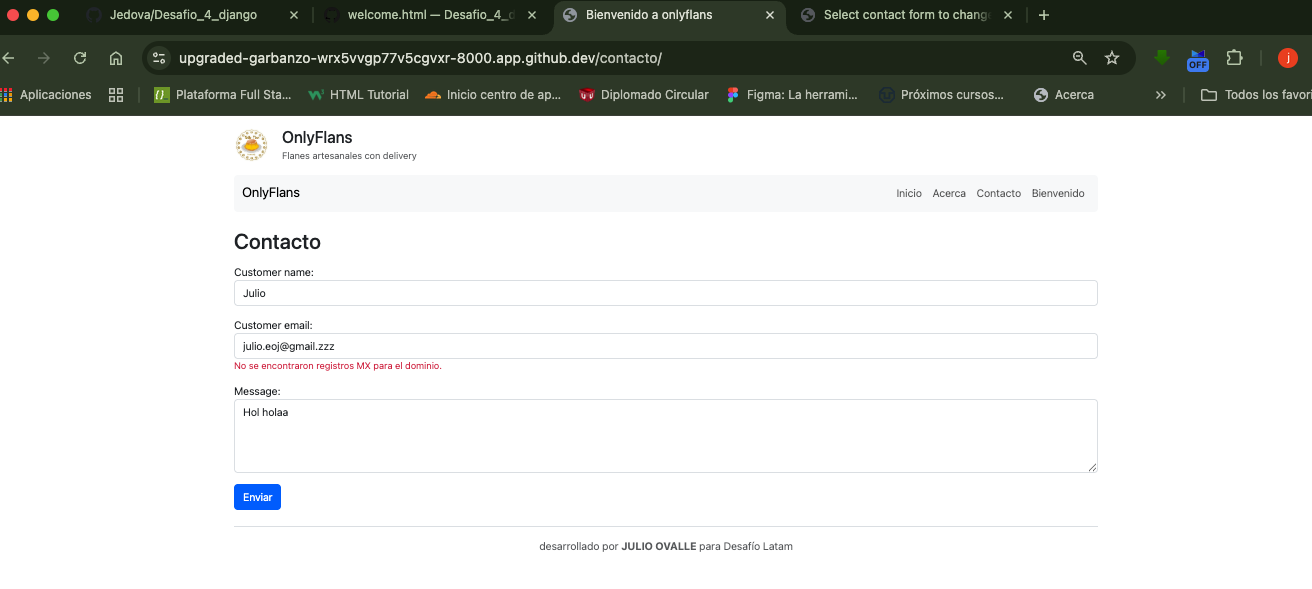 Jedova/Desafio_4_django
welcome.html — Desafio_4_d
Bienvenido a onlyflans
Select contact form to change
upgraded-garbanzo-wrx5vvgp77v5cgvxr-8000.app.github.dev/contacto/
OFF
j
Aplicaciones
Plataforma Full Sta...
HTML Tutorial
Inicio centro de ap...
Diplomado Circular
Figma: La herrami...
Próximos cursos...
Acerca
»
Todos los favori
OnlyFlans
Flanes artesanales con delivery
OnlyFlans
Inicio Acerca Contacto Bienvenido
Contacto
Customer name:
Julio
Customer email:
julio.eoj@gmail.zzz
No se encontraron registros MX para el dominio.
Message:
Hol holaa
Enviar
desarrollado por JULIO OVALLE para Desafío Latam